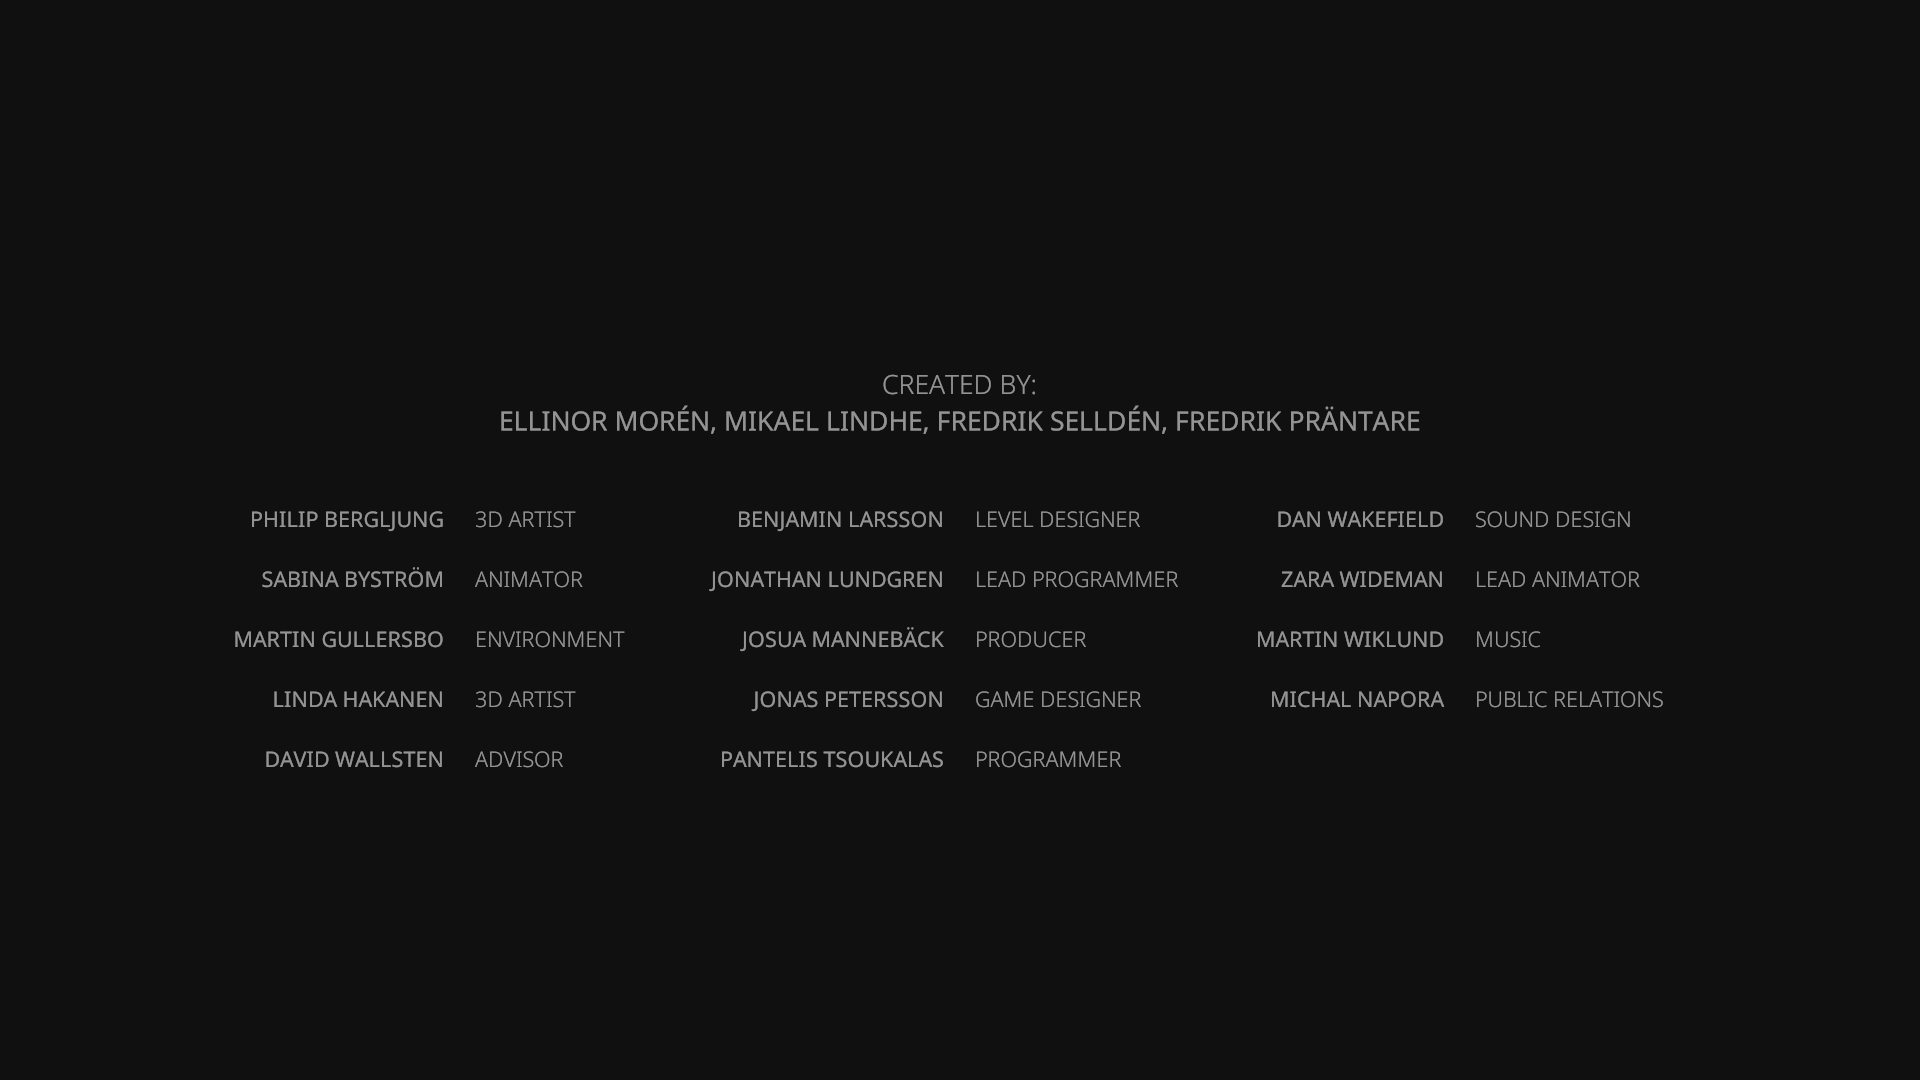 CREATED BY:
ELLINOR MORÉN, MIKAEL LINDHE, FREDRIK SELLDÉN, FREDRIK PRÄNTARE
PHILIP BERGLJUNG 3D ARTIST
SABINA BYSTRÖM ANIMATOR
MARTIN GULLERSBO ENVIRONMENT
LINDA HAKANEN 3D ARTIST
DAVID WALLSTEN ADVISOR
BENJAMIN LARSSON LEVEL DESIGNER
JONATHAN LUNDGREN LEAD PROGRAMMER
JOSUA MANNEBÄCK PRODUCER
JONAS PETERSSON GAME DESIGNER
PANTELIS TSOUKALAS PROGRAMMER
DAN WAKEFIELD SOUND DESIGN
ZARA WIDEMAN LEAD ANIMATOR
MARTIN WIKLUND MUSIC
MICHAL NAPORA PUBLIC RELATIONS